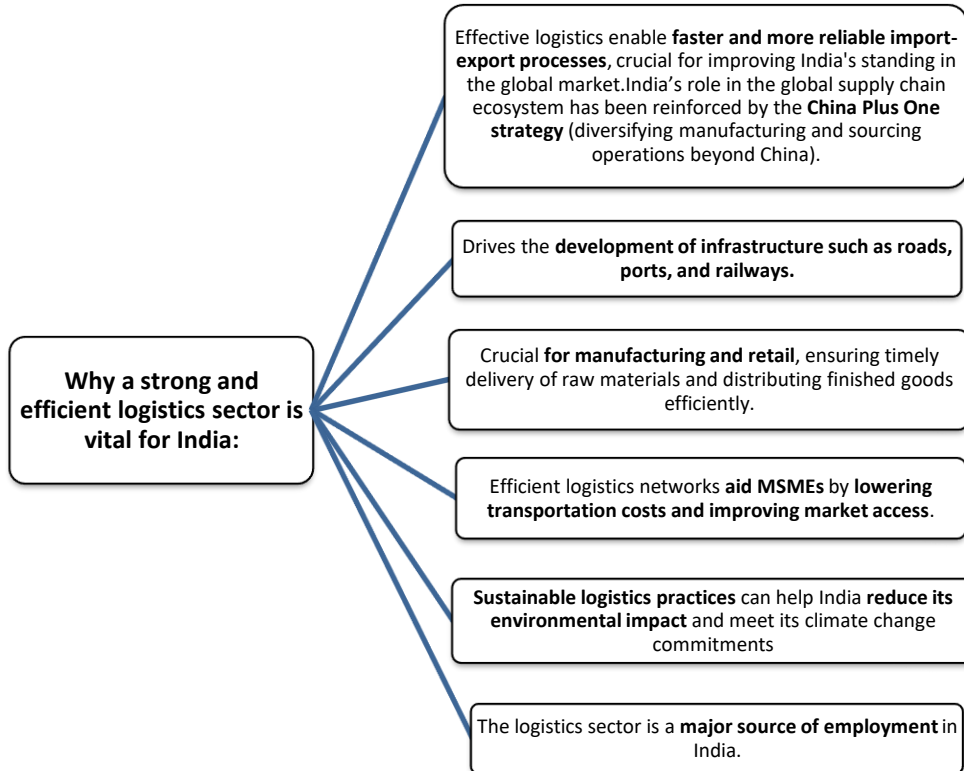 Effective logistics enable faster and more reliable import-
export processes, crucial for improving India's standing in
the global market.India’s role in the global supply chain
ecosystem has been reinforced by the China Plus One
strategy (diversifying manufacturing and sourcing
operations beyond China).
Drives the development of infrastructure such as roads,
ports, and railways.
Why a strong and
efficient logistics sector is
vital for India:
Crucial for manufacturing and retail, ensuring timely
delivery of raw materials and distributing finished goods
efficiently.
Efficient logistics networks aid MSMEs by lowering
transportation costs and improving market access.
Sustainable logistics practices can help India reduce its
environmental impact and meet its climate change
commitments
The logistics sector is a major source of employment in
India.